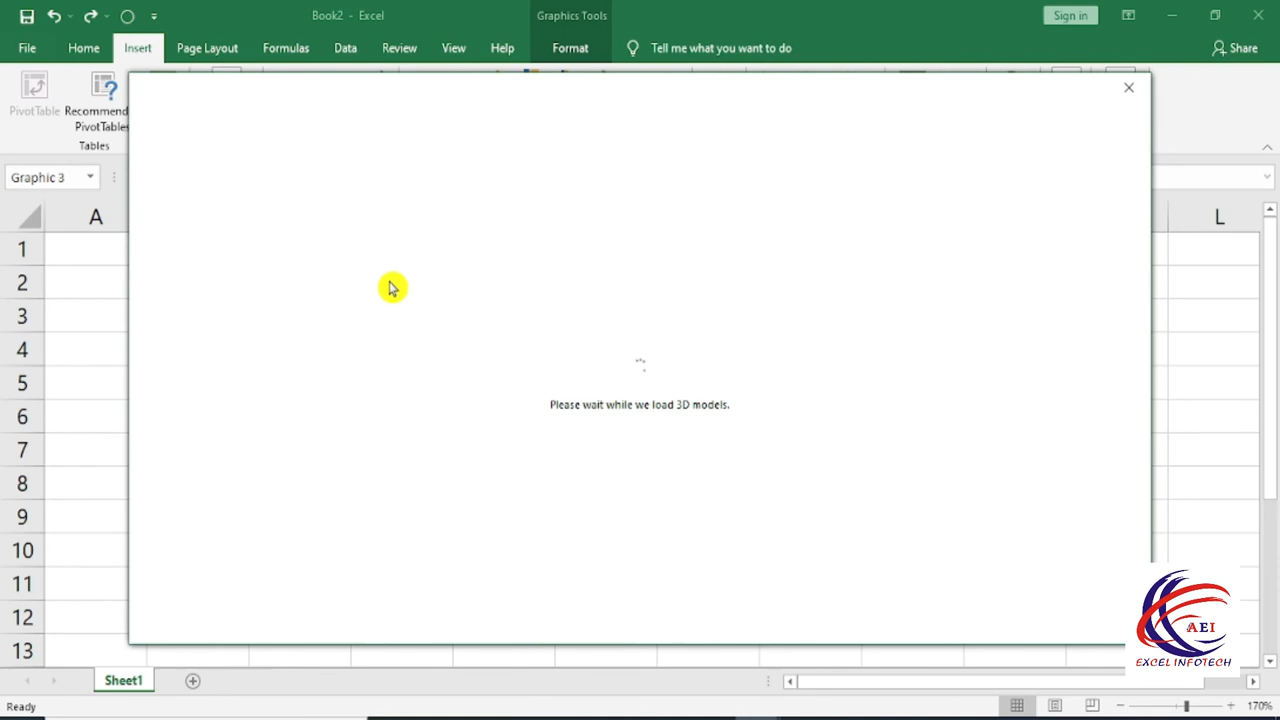 Book2 - Excel
Graphics Tools
Sign in
File
Home
Insert
Page Layout
Formulas
Data
Review
View
Help
Format
Tell me what you want to do
Share
PivotTable
Recommend
PivotTables
Tables
Graphic 3
A
L
1
2
3
4
5
6
7
8
9
10
11
12
13
Please wait while we load 3D models.
AEI
EXCEL INFOTECH
Sheet1
Ready
170%